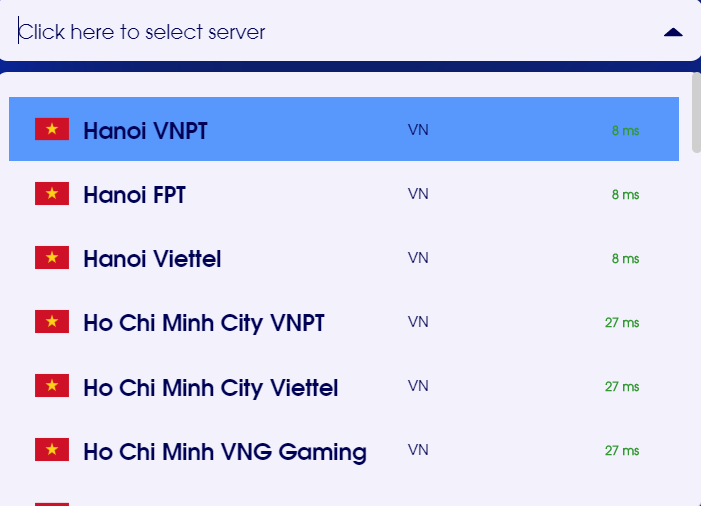 Click here to select server
Hanoi VNPT VN 8 ms
Hanoi FPT VN 8 ms
Hanoi Viettel VN 8 ms
Ho Chi Minh City VNPT VN 27 ms
Ho Chi Minh City Viettel VN 27 ms
Ho Chi Minh VNG Gaming VN 27 ms